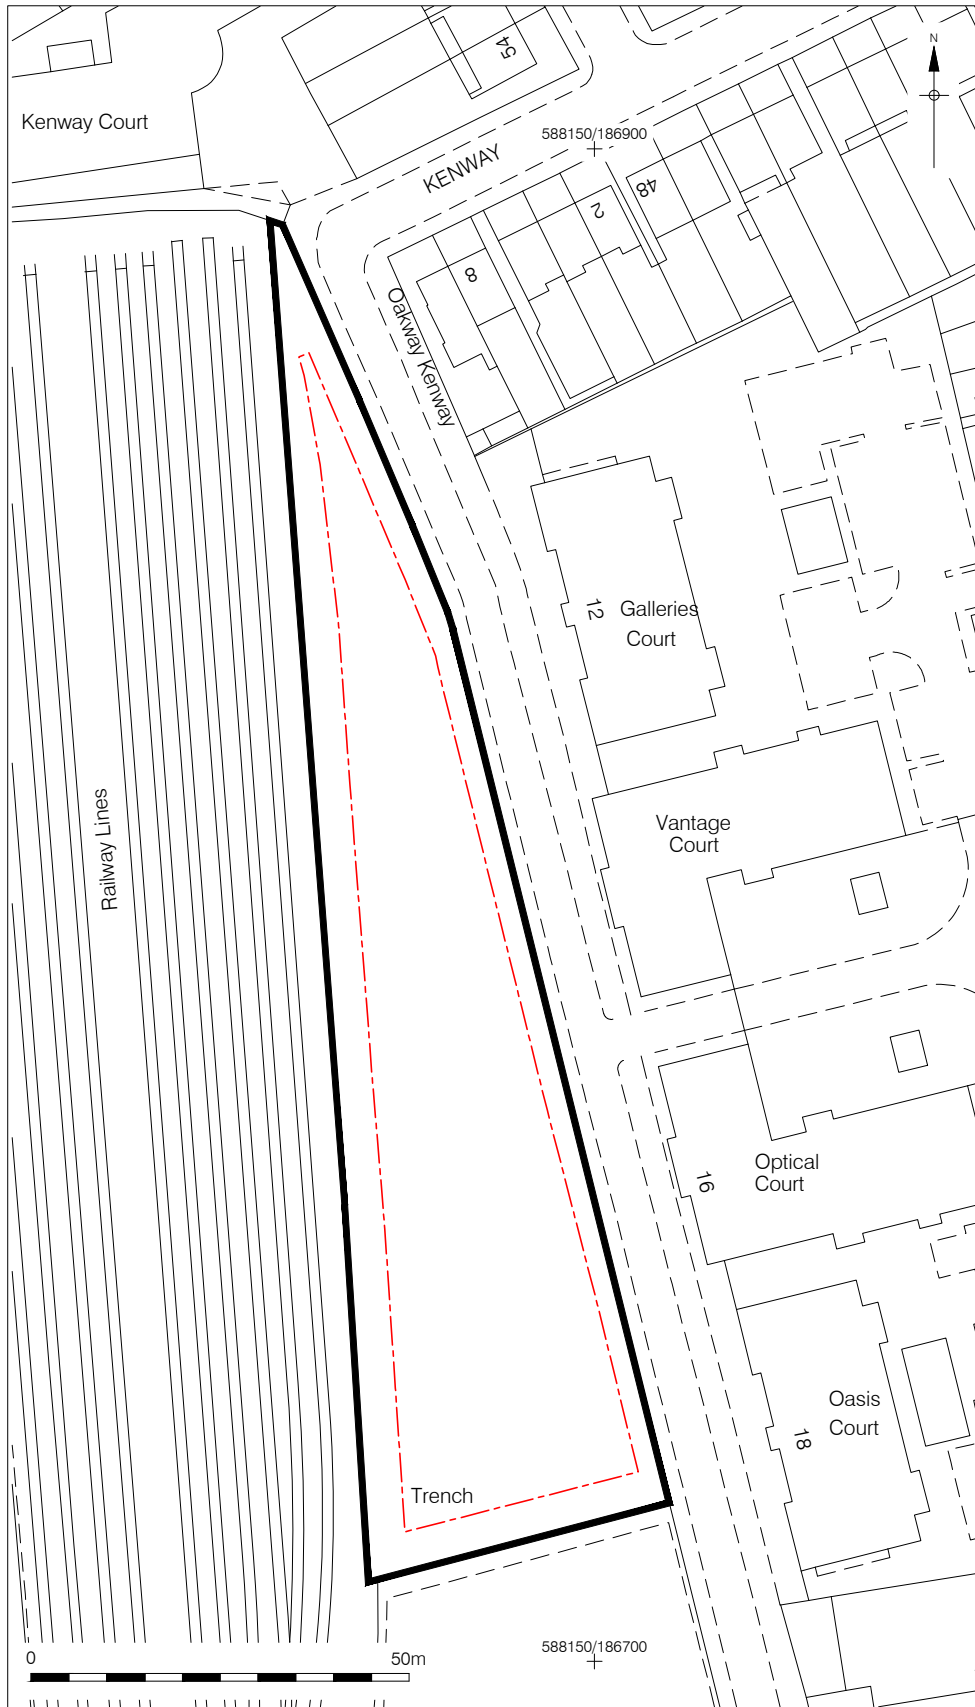 54
N
Kenway Court
588150/186900
KENWAY
48
2
8
Oakway Kenway
12
Galleries
Court
Railway Lines
Vantage
Court
16
Optical
Court
Oasis
Court
18
Trench
588150/186700
0
50m